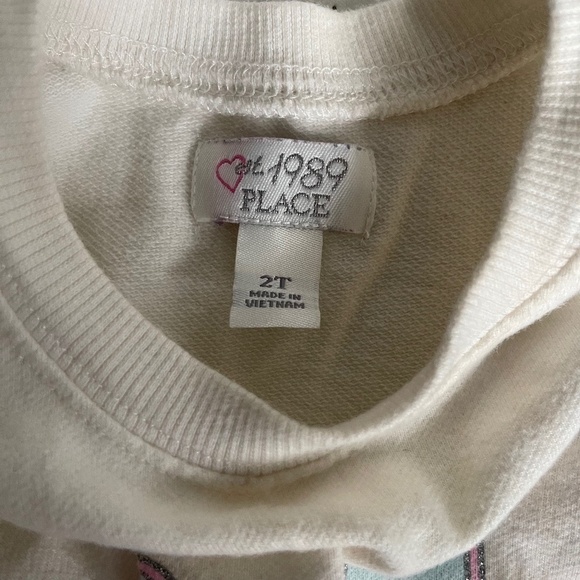 est. 1989
PLACE
2T
MADE IN
VIETNAM